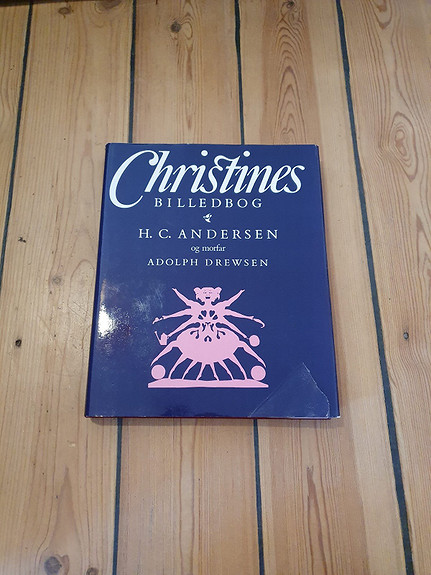 Christines
BILLEDBOG
H. C. ANDERSEN
og morfar
ADOLPH DREWSEN